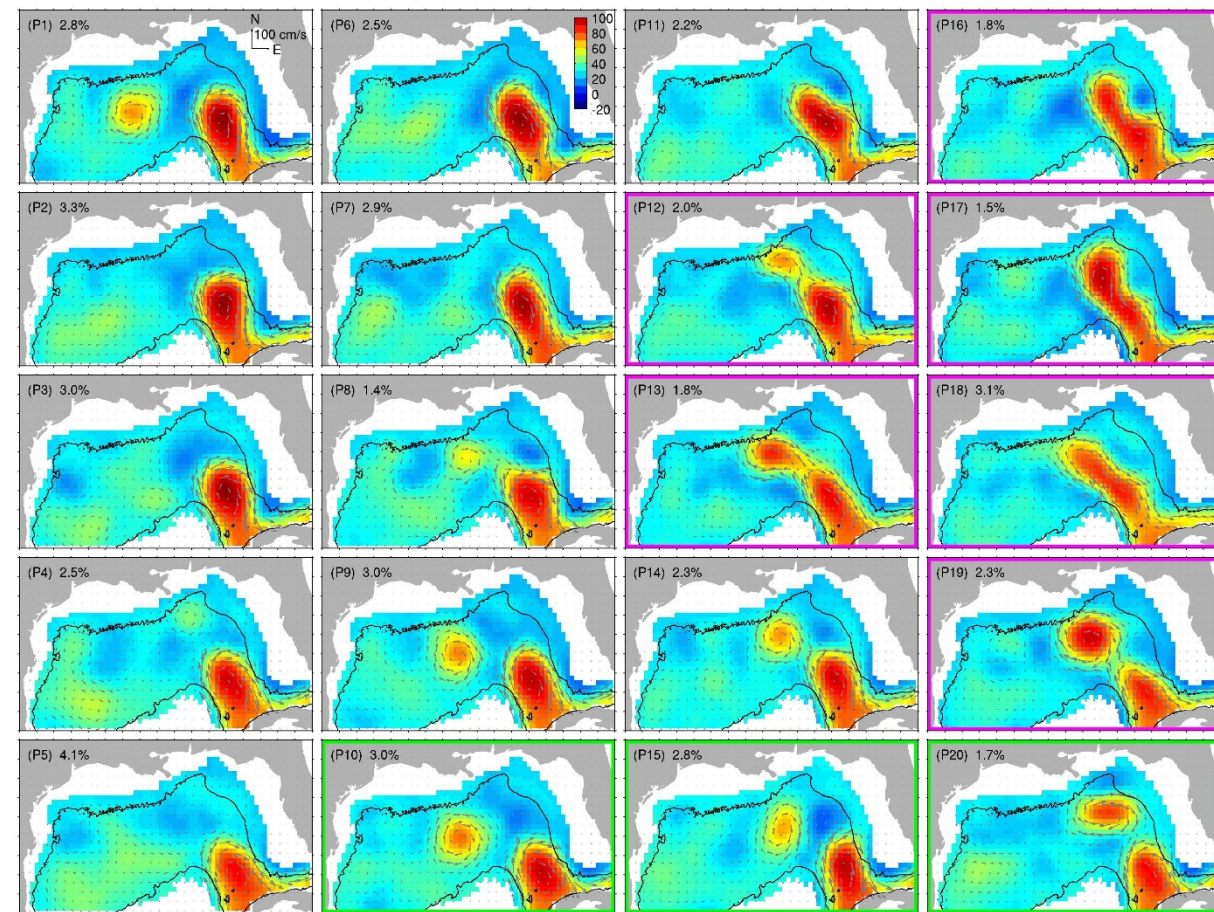 (P1) 2.8%
N
100 cm/s
E
(P6) 2.5%
100
80
60
40
20
0
-20
(P11) 2.2%
(P16) 1.8%
(P2) 3.3%
(P7) 2.9%
(P12) 2.0%
(P17) 1.5%
(P3) 3.0%
(P8) 1.4%
(P13) 1.8%
(P18) 3.1%
(P4) 2.5%
(P9) 3.0%
(P14) 2.3%
(P19) 2.3%
(P5) 4.1%
(P10) 3.0%
(P15) 2.8%
(P20) 1.7%